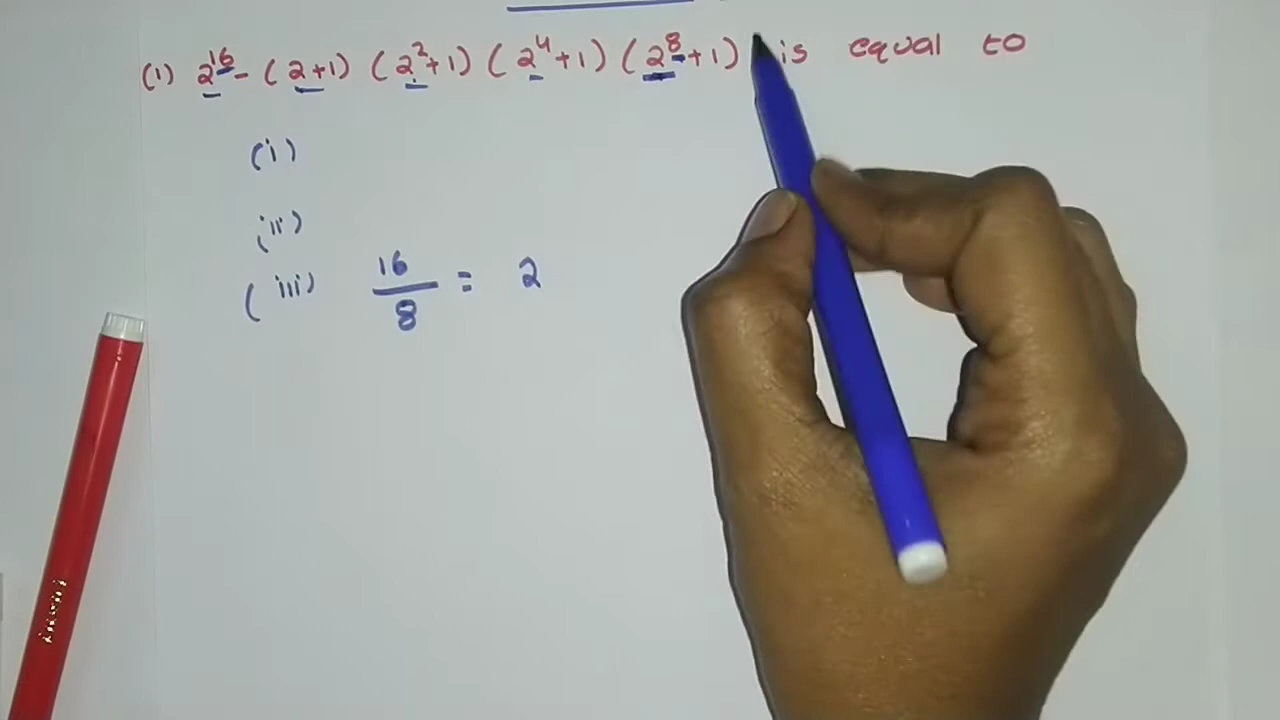 (1) 2¹⁶ - (2+1) (2²+1) (2⁴+1) (2⁸+1) is equal to
(i)
(ii)
(iii) 16/8 = 2